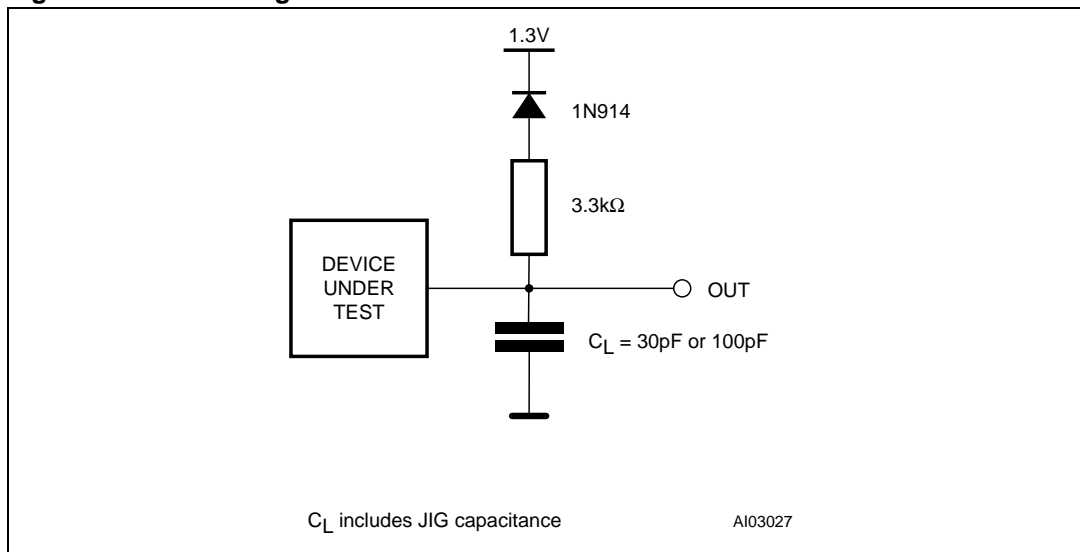 1.3V
1N914
3.3kΩ
DEVICE
UNDER
TEST
OUT
CL = 30pF or 100pF
CL includes JIG capacitance
AI03027